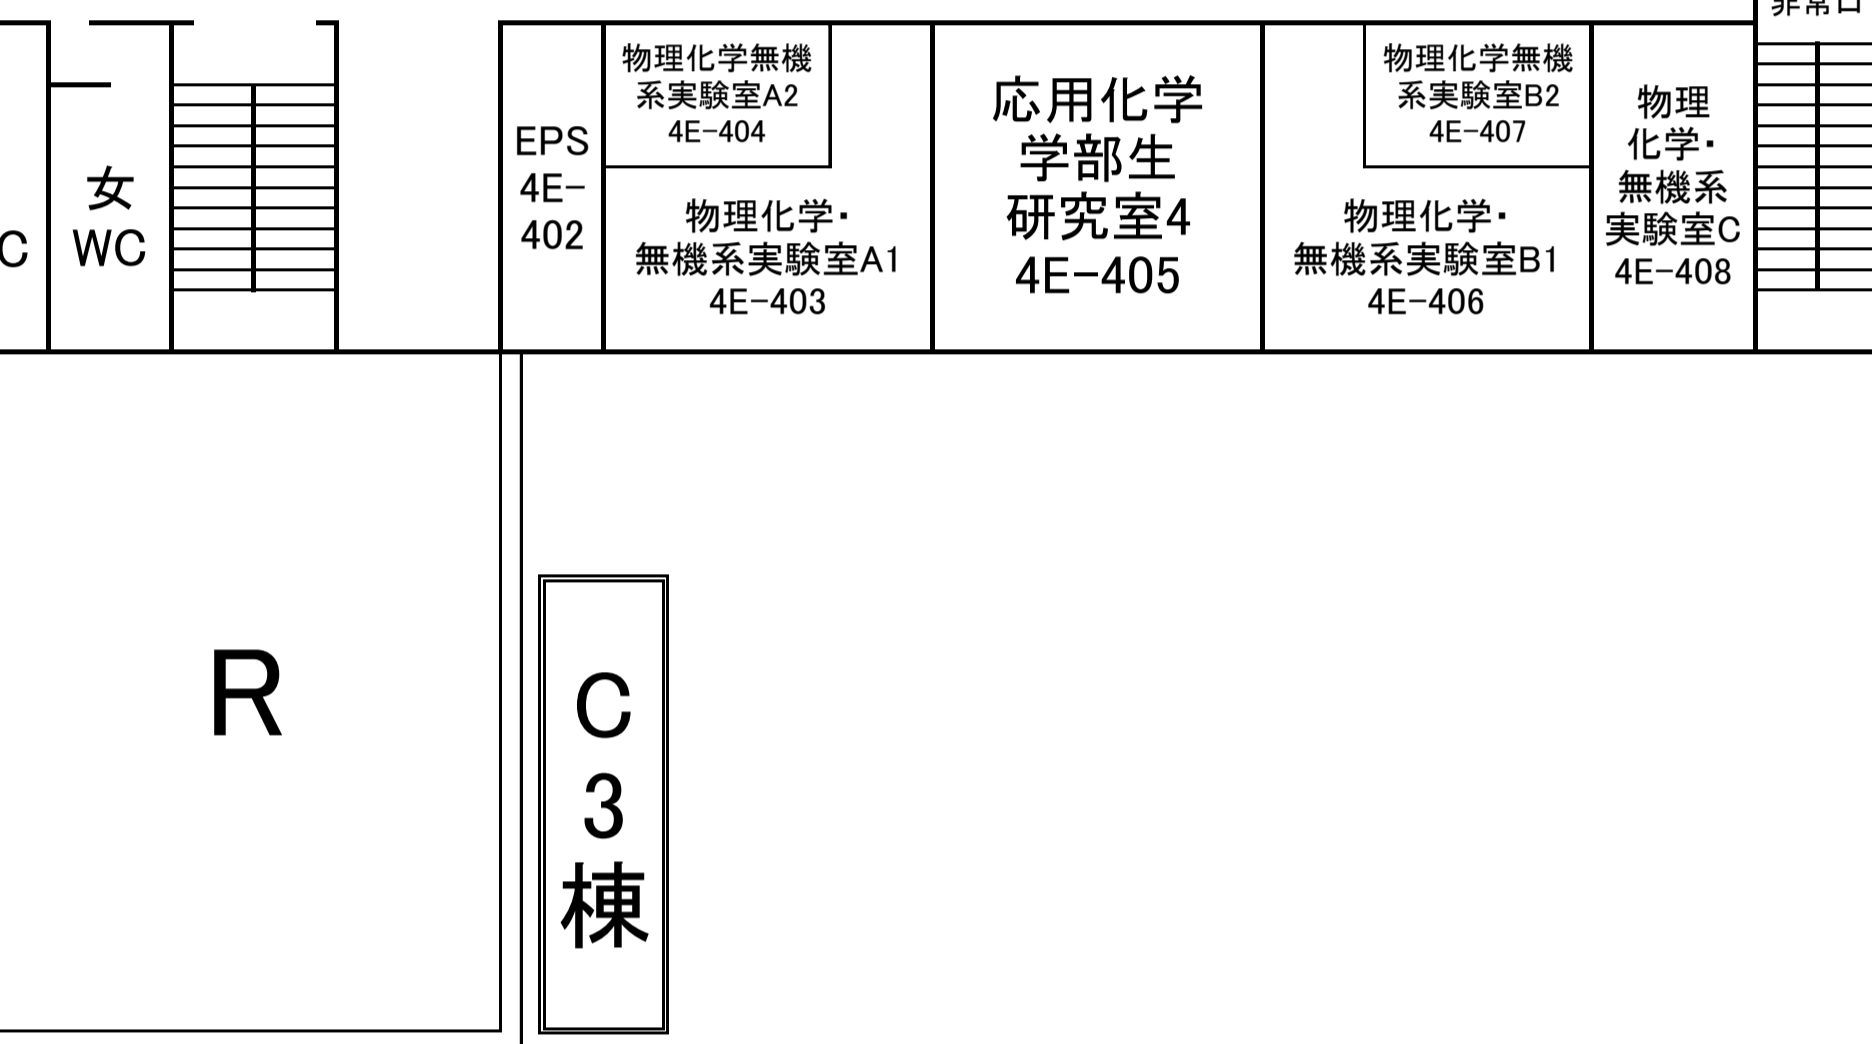 非常口
C
女
WC
EPS
4E-
402
物理化学無機
系実験室A2
4E-404
物理化学・
無機系実験室A1
4E-403
応用化学
学部生
研究室4
4E-405
物理化学無機
系実験室B2
4E-407
物理化学・
無機系実験室B1
4E-406
物理
化学・
無機系
実験室C
4E-408
R
C
3
棟